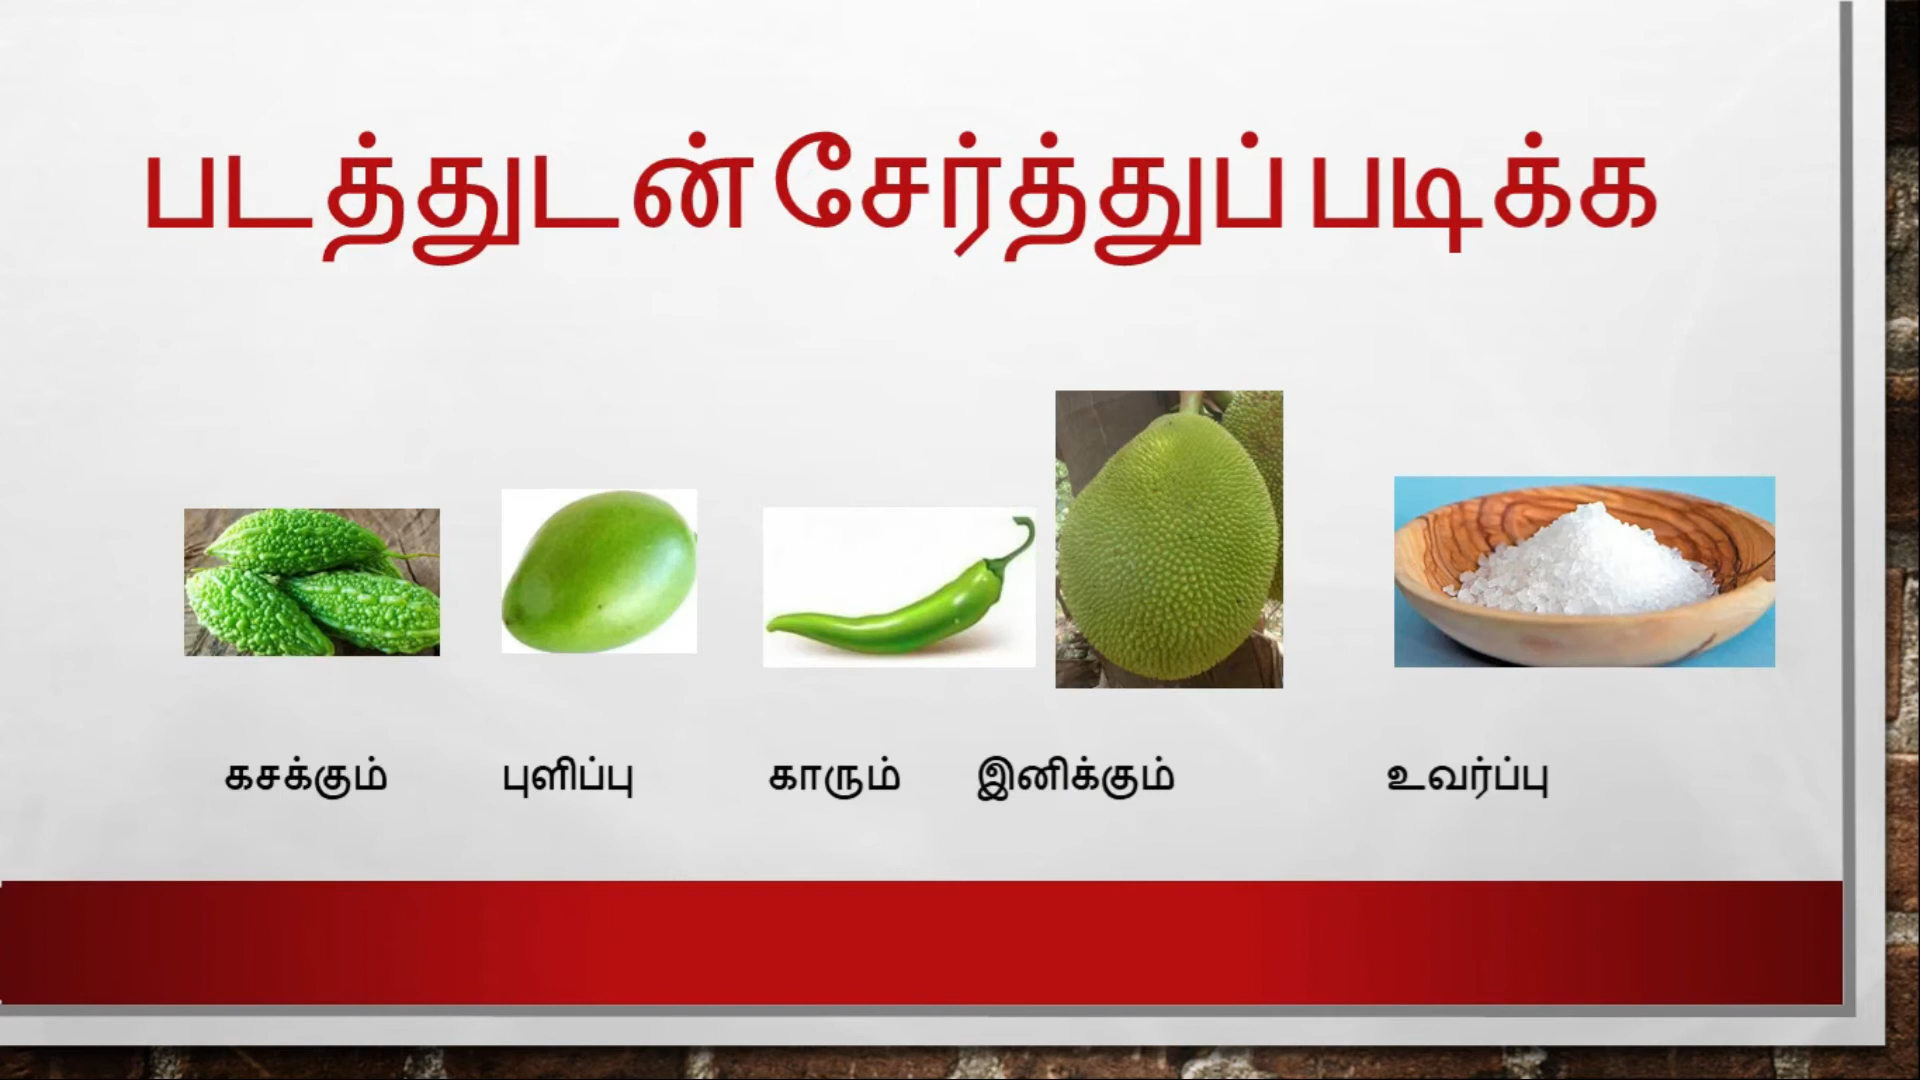 படத்துடன் சேர்த்துப் படிக்க
கசக்கும் புளிப்பு காரும் இனிக்கும் உவர்ப்பு